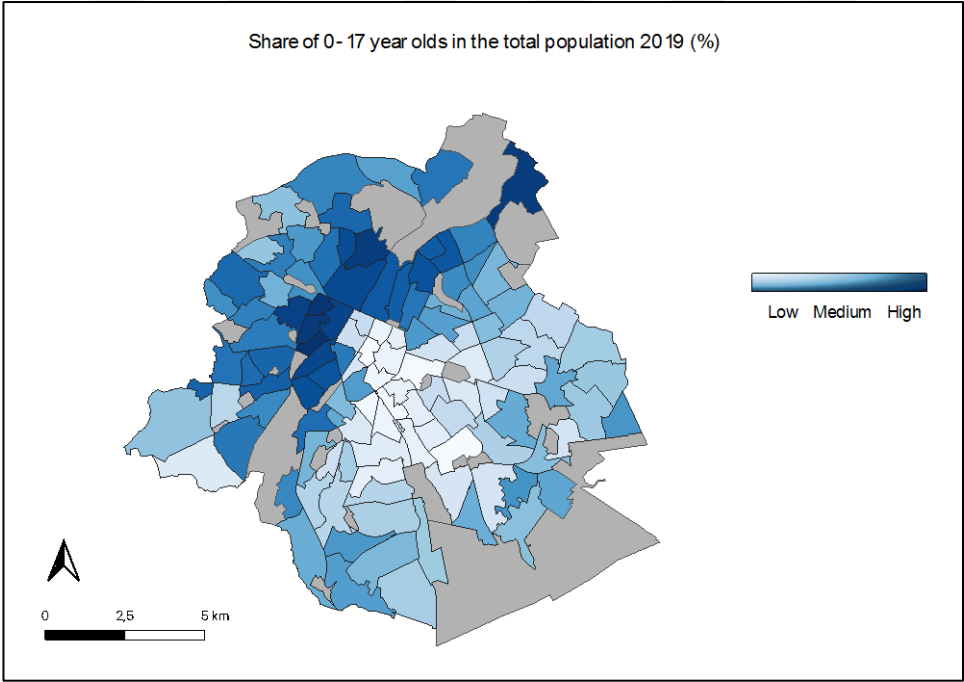 Share of 0-17 year olds in the total population 2019 (%)
Low Medium High
0 2,5 5 km